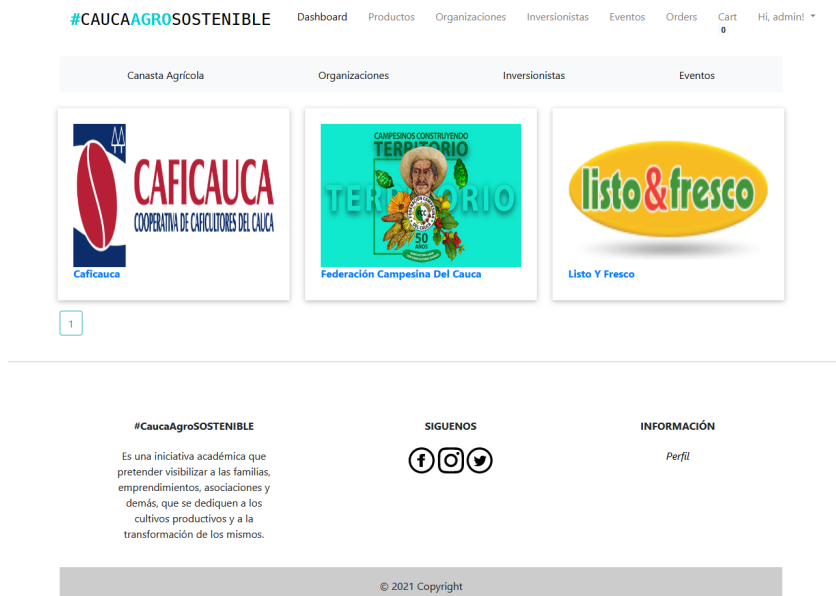 #CAUCAAGROSOSTENIBLE
Dashboard Productos Organizaciones Inversionistas Eventos Orders Cart Hi, admin!
0
Canasta Agrícola Organizaciones Inversionistas Eventos
CAFICAUCA
COOPERATIVA DE CAFICULTORES DEL CAUCA
Caficauca
CAMPESINOS CONSTRUYENDO
TERRITORIO
TERRITORIO
50
AÑOS
Federación Campesina Del Cauca
listo&fresco
Listo Y Fresco
1
#CaucaAgroSOSTENIBLE
Es una iniciativa académica que
pretender visibilizar a las familias,
emprendimientos, asociaciones y
demás, que se dediquen a los
cultivos productivos y a la
transformación de los mismos.
SIGUENOS
INFORMACIÓN
Perfil
© 2021 Copyright